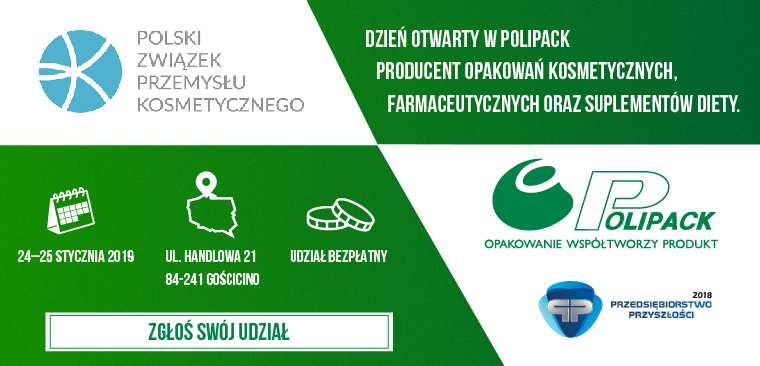 POLSKI
ZWIĄZEK
PRZEMYSŁU
KOSMETYCZNEGO
DZIEŃ OTWARTY W POLIPACK
PRODUCENT OPAKOWAŃ KOSMETYCZNYCH,
FARMACEUTYCZNYCH ORAZ SUPLEMENTÓW DIETY.
24–25 STYCZNIA 2019
UL. HANDLOWA 21
84-241 GOŚCICINO
UDZIAŁ BEZPŁATNY
ZGŁOŚ SWÓJ UDZIAŁ
POLIPACK
OPAKOWANIE WSPÓŁTWORZY PRODUKT
PP
2018
PRZEDSIĘBIORSTWO
PRZYSZŁOŚCI